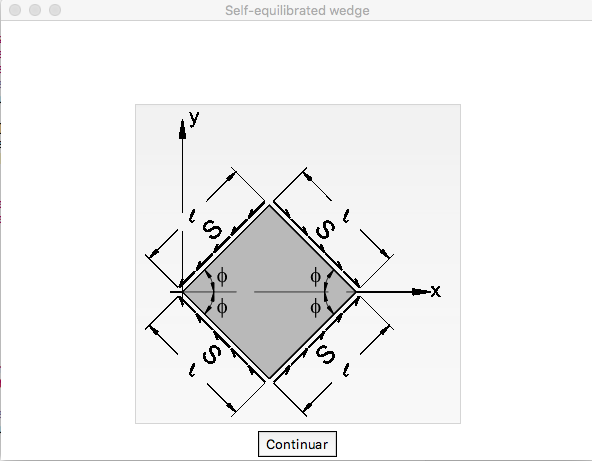 Self-equilibrated wedge
y
l S S l
ϕ ϕ
x
ϕ ϕ
l S S l
Continuar